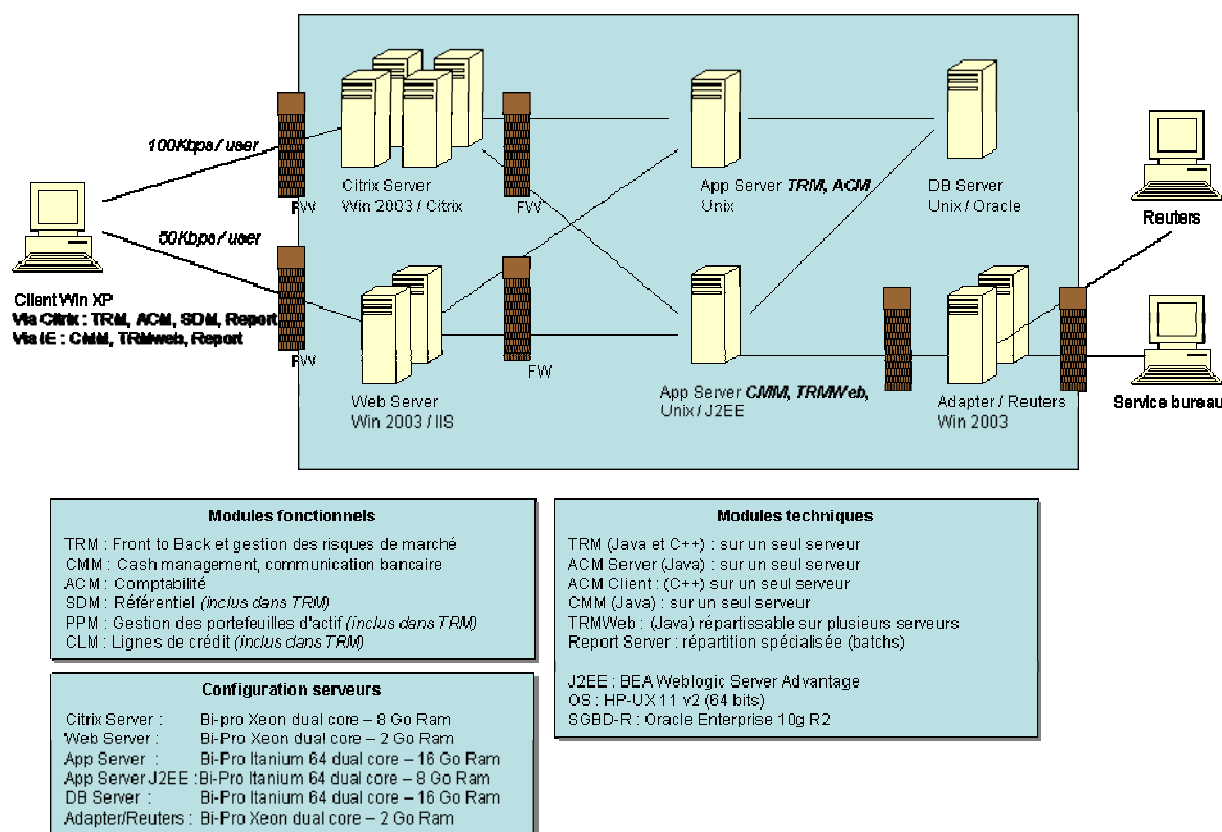 100Kbps / user
50Kbps / user
FW
FW
FW
FW
Client Win XP
Via Citrix : TRM, ACM, SDM, Report
Via IE : CMM, TRMweb, Report
Citrix Server
Win 2003 / Citrix
Web Server
Win 2003 / IIS
App Server TRM, ACM
Unix
App Server CMM, TRMWeb,
Unix / J2EE
DB Server
Unix / Oracle
Adapter / Reuters
Win 2003
Reuters
Service bureau
Modules fonctionnels
TRM : Front to Back et gestion des risques de marché
CMM : Cash management, communication bancaire
ACM : Comptabilité
SDM : Référentiel (inclus dans TRM)
PPM : Gestion des portefeuilles d'actif (inclus dans TRM)
CLM : Lignes de crédit (inclus dans TRM)
Configuration serveurs
Citrix Server : Bi-pro Xeon dual core – 8 Go Ram
Web Server : Bi-Pro Xeon dual core – 2 Go Ram
App Server : Bi-Pro Itanium 64 dual core – 16 Go Ram
App Server J2EE : Bi-Pro Itanium 64 dual core – 8 Go Ram
DB Server : Bi-Pro Itanium 64 dual core – 16 Go Ram
Adapter/Reuters : Bi-Pro Xeon dual core – 2 Go Ram
Modules techniques
TRM (Java et C++) : sur un seul serveur
ACM Server (Java) : sur un seul serveur
ACM Client : (C++) sur un seul serveur
CMM (Java) : sur un seul serveur
TRMWeb : (Java) répartissable sur plusieurs serveurs
Report Server : répartition spécialisée (batchs)
J2EE : BEA Weblogic Server Advantage
OS : HP-UX 11 v2 (64 bits)
SGBD-R : Oracle Enterprise 10g R2